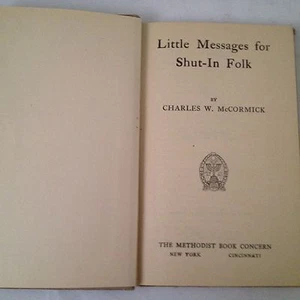 Little Messages for
Shut-In Folk
BY
CHARLES W. McCORMICK
THE METHODIST BOOK CONCERN
NEW YORK CINCINNATI